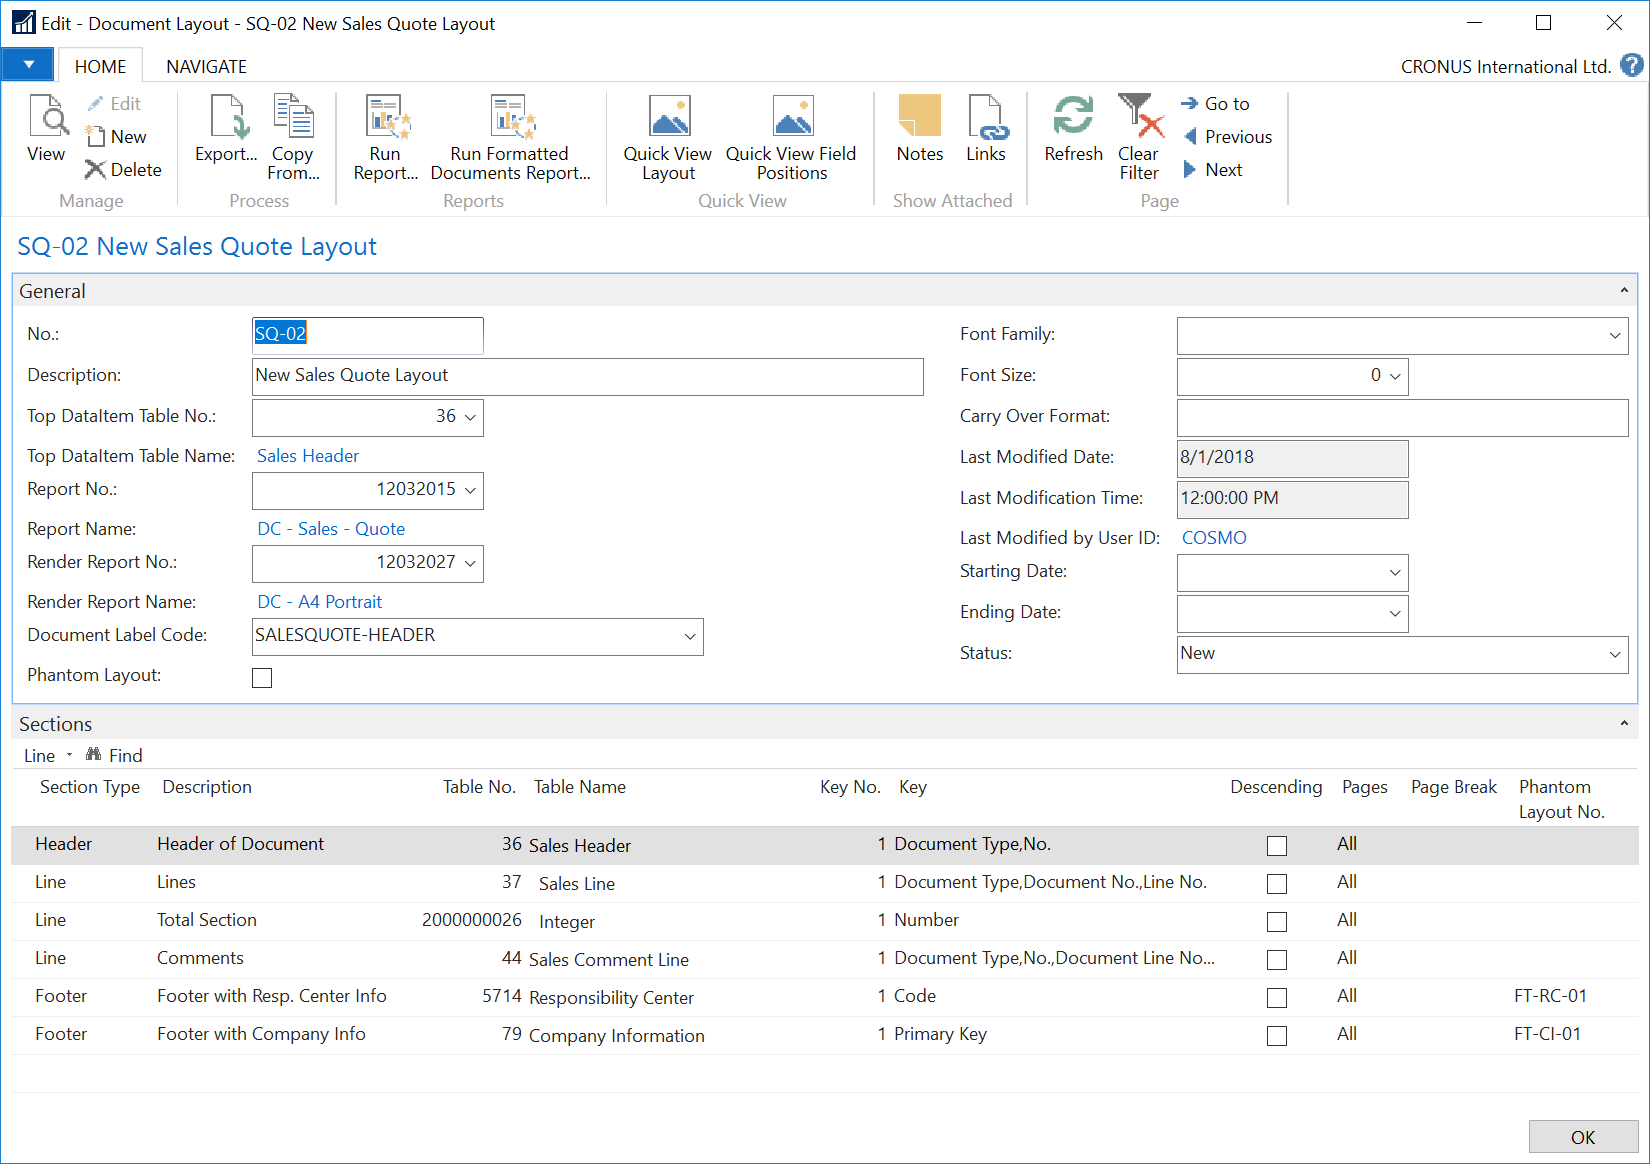 Edit - Document Layout - SQ-02 New Sales Quote Layout
HOME NAVIGATE CRONUS International Ltd. ?
View
Edit
New
Delete
Manage
Export...
Copy From...
Process
Run Report...
Run Formatted Documents Report...
Reports
Quick View Layout
Quick View Field Positions
Quick View
Notes
Links
Show Attached
Refresh
Clear Filter
Go to
Previous
Next
Page
SQ-02 New Sales Quote Layout
General
No.: SQ-02
Description: New Sales Quote Layout
Top DataItem Table No.: 36
Top DataItem Table Name: Sales Header
Report No.: 12032015
Report Name: DC - Sales - Quote
Render Report No.: 12032027
Render Report Name: DC - A4 Portrait
Document Label Code: SALESQUOTE-HEADER
Phantom Layout:
Font Family:
Font Size: 0
Carry Over Format:
Last Modified Date: 8/1/2018
Last Modification Time: 12:00:00 PM
Last Modified by User ID: COSMO
Starting Date:
Ending Date:
Status: New
Sections
Line Find
Section Type Description Table No. Table Name Key No. Key Descending Pages Page Break Phantom Layout No.
Header Header of Document 36 Sales Header 1 Document Type,No. All
Line Lines 37 Sales Line 1 Document Type,Document No.,Line No. All
Line Total Section 2000000026 Integer 1 Number All
Line Comments 44 Sales Comment Line 1 Document Type,No.,Document Line No... All
Footer Footer with Resp. Center Info 5714 Responsibility Center 1 Code All FT-RC-01
Footer Footer with Company Info 79 Company Information 1 Primary Key All FT-CI-01
OK